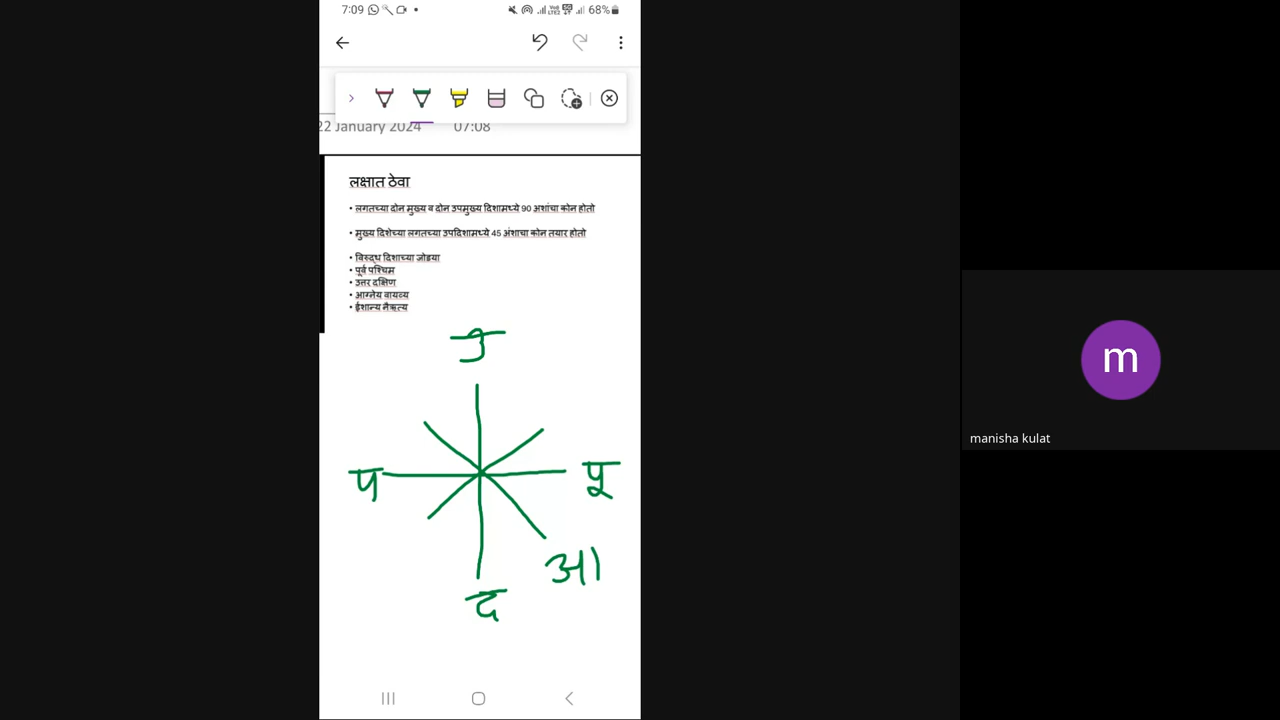 7:09 68%
22 January 2024 07:08
लक्षात ठेवा
• लगतच्या दोन मुख्य व दोन उपमुख्य दिशामध्ये 90 अशांचा कोन होतो
• मुख्य दिशेच्या लगतच्या उपदिशामध्ये 45 अंशाचा कोन तयार होतो
• विरुद्ध दिशाच्या जोड्या
• पूर्व पश्चिम
• उत्तर दक्षिण
• आग्नेय वायव्य
• ईशान्य नैऋत्य
उ
प पू
आ
द
m
manisha kulat